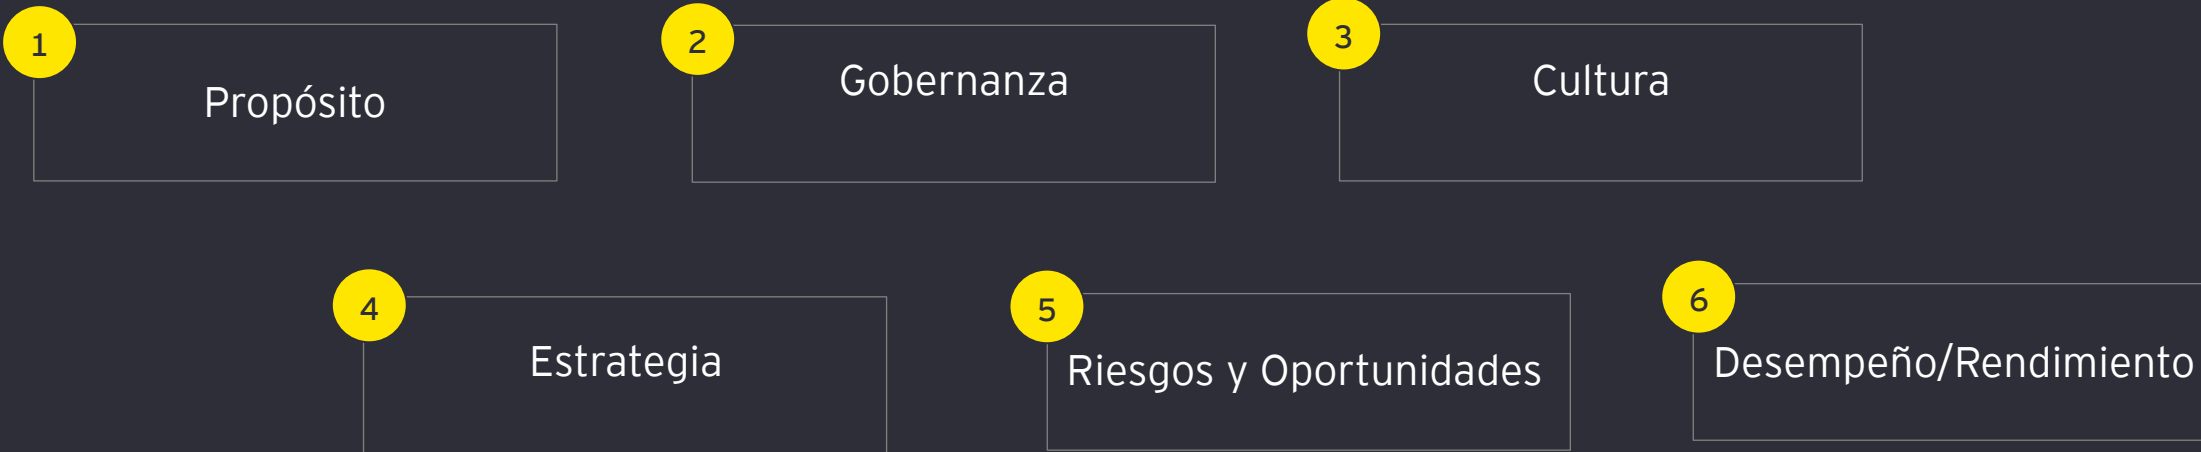 1
Propósito
2
Gobernanza
3
Cultura
4
Estrategia
5
Riesgos y Oportunidades
6
Desempeño/Rendimiento